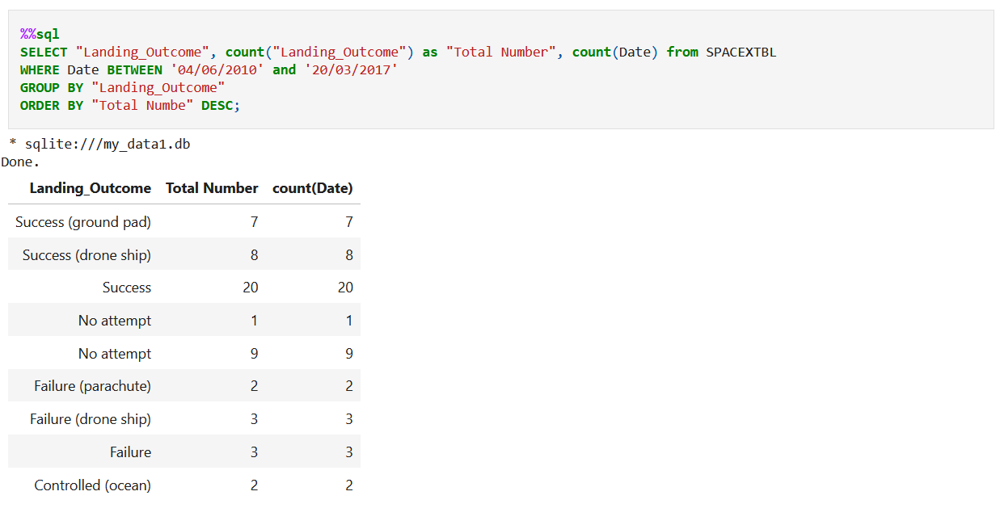 %%sql
SELECT "Landing_Outcome", count("Landing_Outcome") as "Total Number", count(Date) from SPACEXTBL
WHERE Date BETWEEN '04/06/2010' and '20/03/2017'
GROUP BY "Landing_Outcome"
ORDER BY "Total Numbe" DESC;
* sqlite:///my_data1.db
Done.
Landing_Outcome Total Number count(Date)
Success (ground pad) 7 7
Success (drone ship) 8 8
Success 20 20
No attempt 1 1
No attempt 9 9
Failure (parachute) 2 2
Failure (drone ship) 3 3
Failure 3 3
Controlled (ocean) 2 2